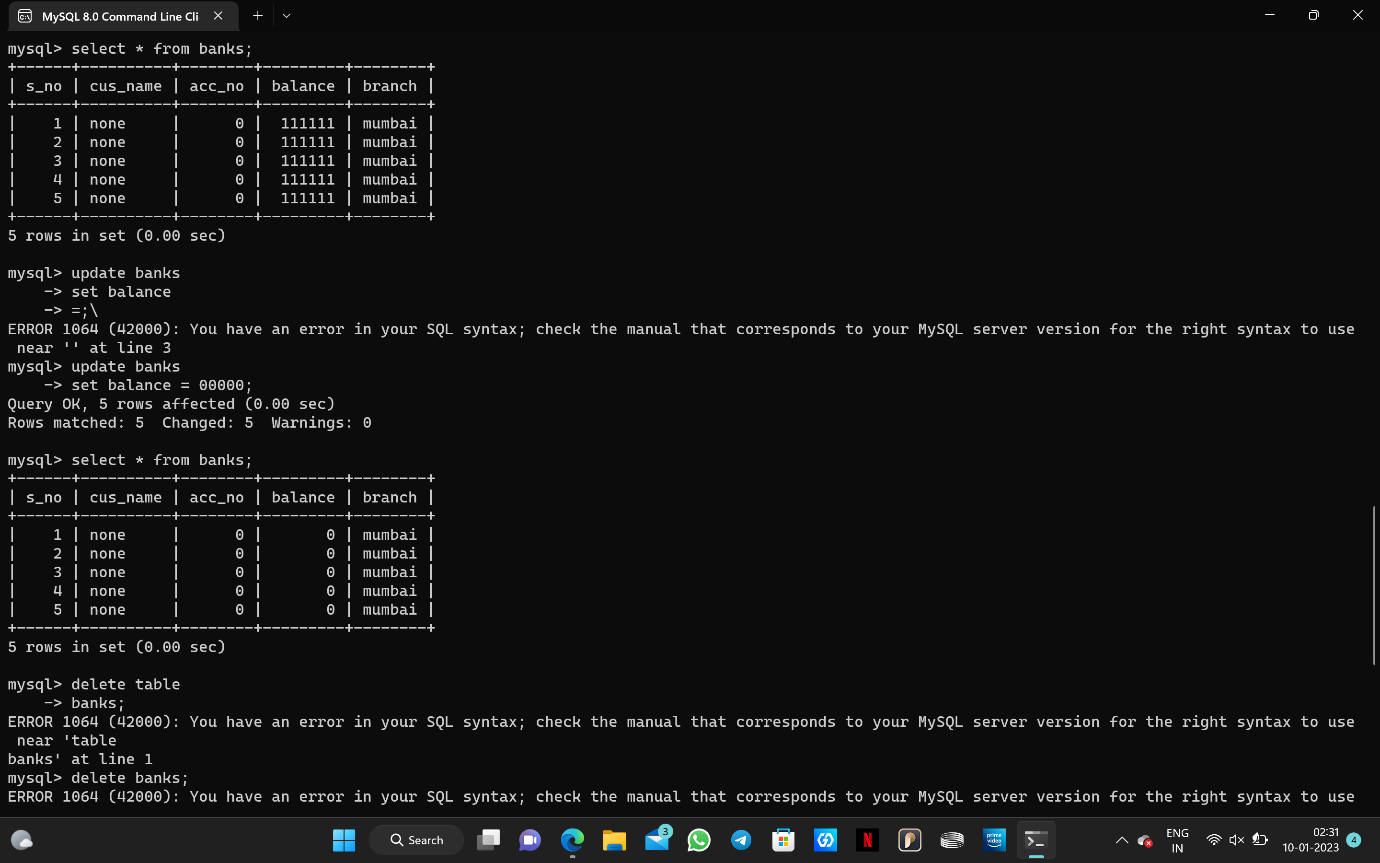 MySQL 8.0 Command Line Cli
mysql> select * from banks;
+------+----------+--------+---------+--------+
| s_no | cus_name | acc_no | balance | branch |
+------+----------+--------+---------+--------+
|    1 | none     |      0 |  111111 | mumbai |
|    2 | none     |      0 |  111111 | mumbai |
|    3 | none     |      0 |  111111 | mumbai |
|    4 | none     |      0 |  111111 | mumbai |
|    5 | none     |      0 |  111111 | mumbai |
+------+----------+--------+---------+--------+
5 rows in set (0.00 sec)
mysql> update banks
    -> set balance
    -> =;\
ERROR 1064 (42000): You have an error in your SQL syntax; check the manual that corresponds to your MySQL server version for the right syntax to use
 near '' at line 3
mysql> update banks
    -> set balance = 00000;
Query OK, 5 rows affected (0.00 sec)
Rows matched: 5  Changed: 5  Warnings: 0
mysql> select * from banks;
+------+----------+--------+---------+--------+
| s_no | cus_name | acc_no | balance | branch |
+------+----------+--------+---------+--------+
|    1 | none     |      0 |       0 | mumbai |
|    2 | none     |      0 |       0 | mumbai |
|    3 | none     |      0 |       0 | mumbai |
|    4 | none     |      0 |       0 | mumbai |
|    5 | none     |      0 |       0 | mumbai |
+------+----------+--------+---------+--------+
5 rows in set (0.00 sec)
mysql> delete table
    -> banks;
ERROR 1064 (42000): You have an error in your SQL syntax; check the manual that corresponds to your MySQL server version for the right syntax to use
 near 'table
banks' at line 1
mysql> delete banks;
ERROR 1064 (42000): You have an error in your SQL syntax; check the manual that corresponds to your MySQL server version for the right syntax to use
Search
3
N
prime video
ENG
IN
02:31
10-01-2023
4